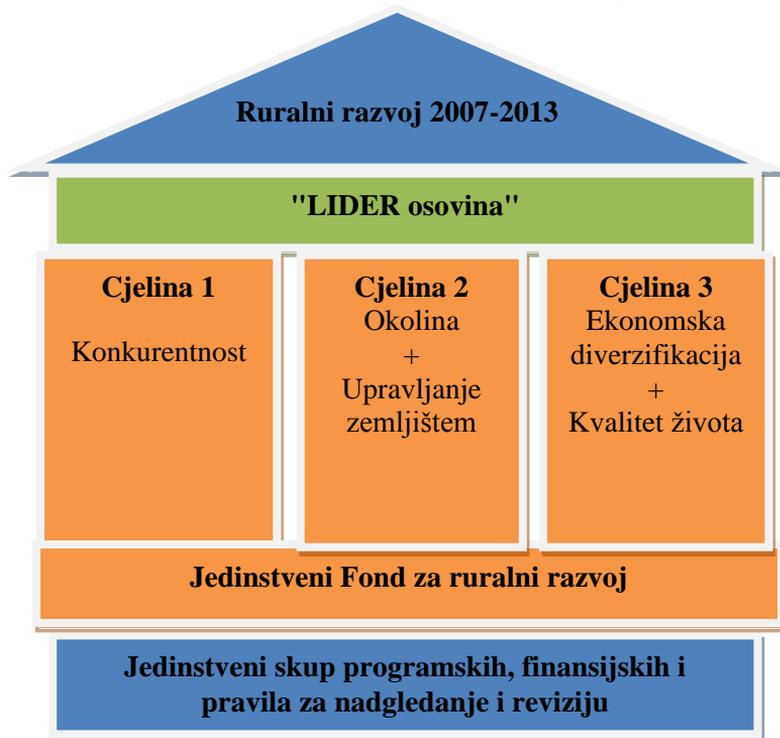 Ruralni razvoj 2007-2013
"LIDER osovina"
Cjelina 1
Konkurentnost
Cjelina 2
Okolina
+
Upravljanje
zemljištem
Cjelina 3
Ekonomska
diverzifikacija
+
Kvalitet života
Jedinstveni Fond za ruralni razvoj
Jedinstveni skup programskih, finansijskih i
pravila za nadgledanje i reviziju